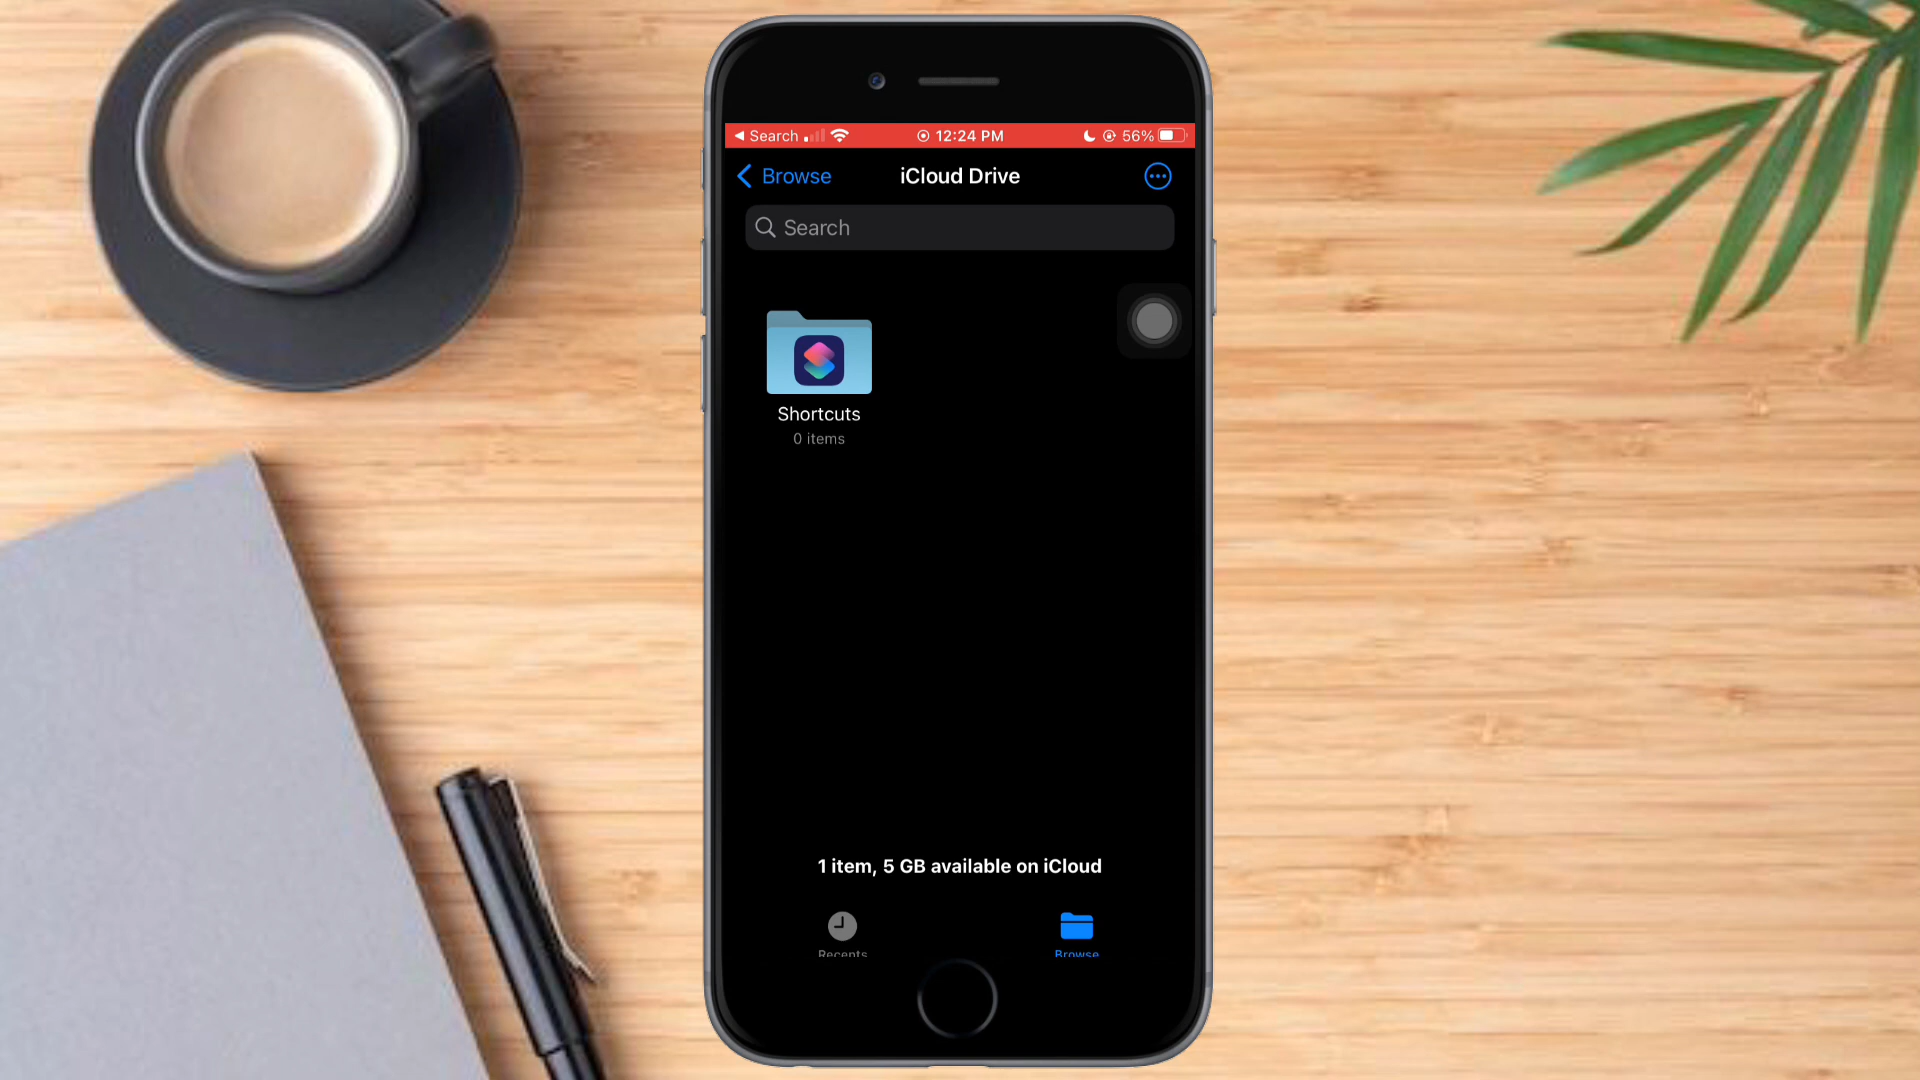 Search
12:24 PM
56%
Browse
iCloud Drive
Search
Shortcuts
0 items
1 item, 5 GB available on iCloud
Recents
Browse